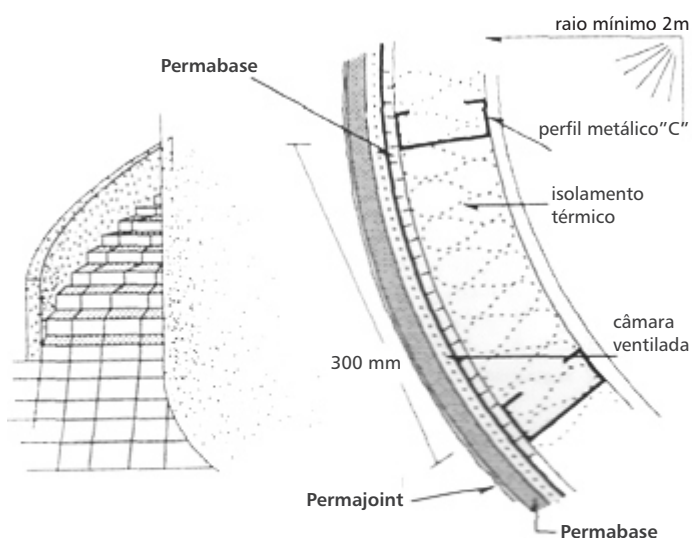 raio mínimo 2m
Permabase
perfil metálico"C"
isolamento
térmico
câmara
ventilada
300 mm
Permajoint
Permabase